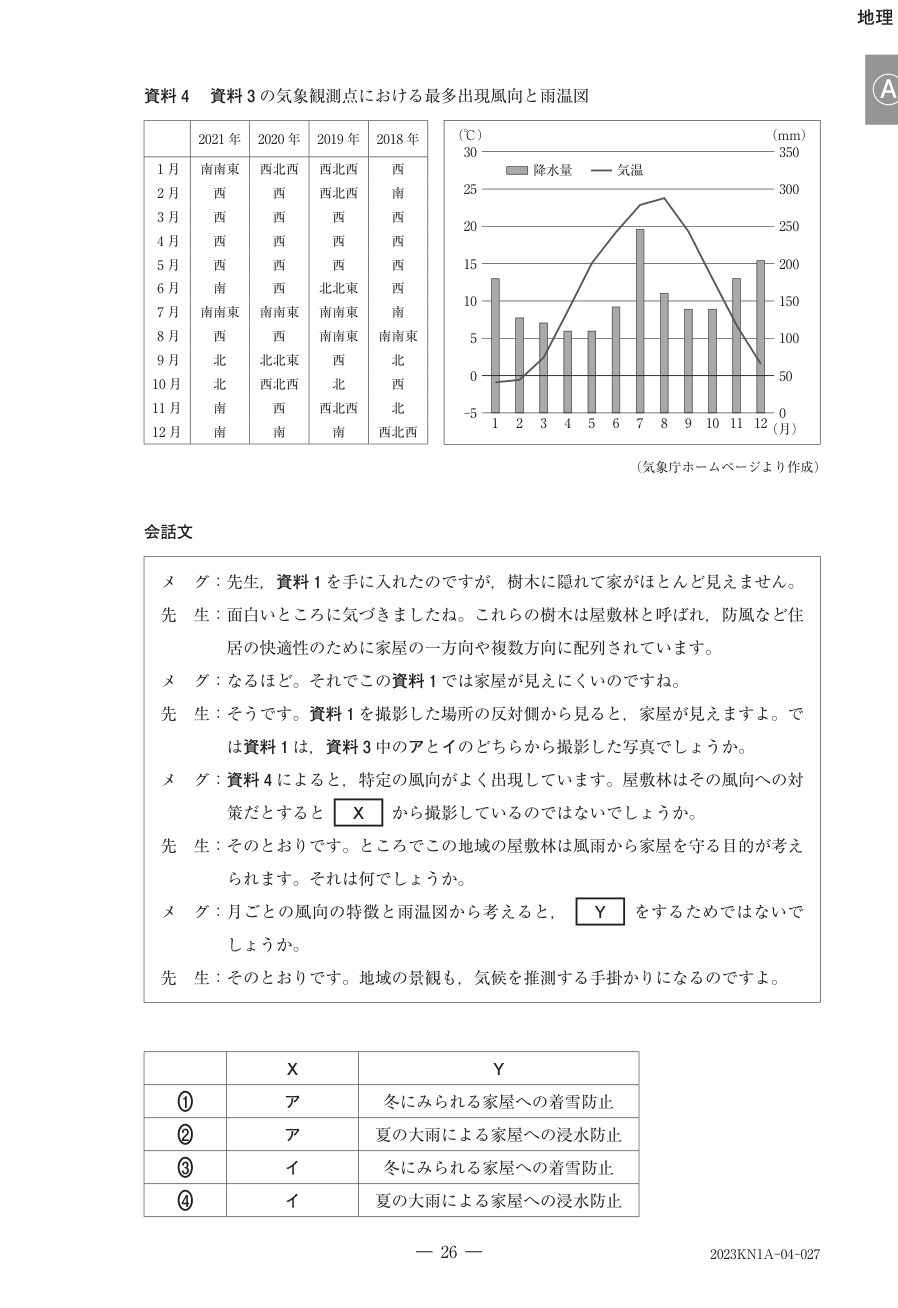 地理
Ⓐ
資料4 資料3の気象観測点における最多出現風向と雨温図
2021年 2020年 2019年 2018年
1月 南南東 西北西 西北西 西
2月 西 西 西北西 南
3月 西 西 西 西
4月 西 西 西 西
5月 西 西 西 西
6月 南 西 北北東 西
7月 南南東 南南東 南南東 南
8月 西 西 南南東 南南東
9月 北 北北東 西 北
10月 北 西北西 北 西
11月 南 西 西北西 北
12月 南 南 南 西北西
(℃) (mm)
30 350
降水量 気温
25 300
20 250
15 200
10 150
5 100
0 50
-5 0
1 2 3 4 5 6 7 8 9 10 11 12 (月)
(気象庁ホームページより作成)
会話文
メグ:先生,資料1を手に入れたのですが,樹木に隠れて家がほとんど見えません。
先生:面白いところに気づきましたね。これらの樹木は屋敷林と呼ばれ,防風など住
居の快適性のために家屋の一方向や複数方向に配列されています。
メグ:なるほど。それでこの資料1では家屋が見えにくいのですね。
先生:そうです。資料1を撮影した場所の反対側から見ると,家屋が見えますよ。で
は資料1は,資料3中のアとイのどちらから撮影した写真でしょうか。
メグ:資料4によると,特定の風向がよく出現しています。屋敷林はその風向への対
策だとすると X から撮影しているのではないでしょうか。
先生:そのとおりです。ところでこの地域の屋敷林は風雨から家屋を守る目的が考え
られます。それは何でしょうか。
メグ:月ごとの風向の特徴と雨温図から考えると, Y をするためではないで
しょうか。
先生:そのとおりです。地域の景観も,気候を推測する手掛かりになるのですよ。
X Y
① ア 冬にみられる家屋への着雪防止
② ア 夏の大雨による家屋への浸水防止
③ イ 冬にみられる家屋への着雪防止
④ イ 夏の大雨による家屋への浸水防止
— 26 —
2023KN1A-04-027